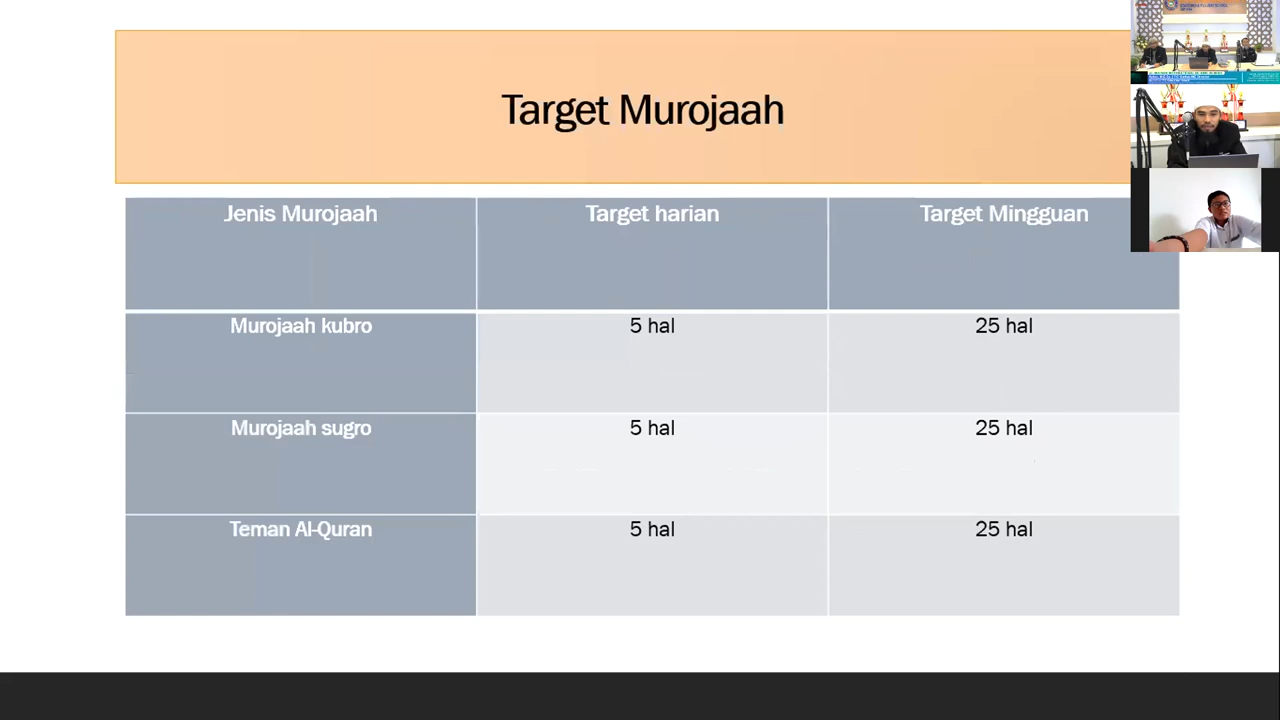 Target Murojaah
Jenis Murojaah Target harian Target Mingguan
Murojaah kubro 5 hal 25 hal
Murojaah sugro 5 hal 25 hal
Teman Al-Quran 5 hal 25 hal